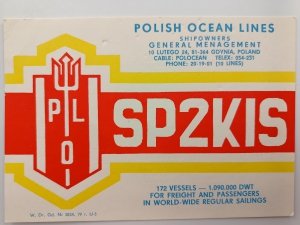 POLISH OCEAN LINES
SHIPOWNERS
GENERAL MENAGEMENT
10 LUTEGO 24, 81-364 GDYNIA, POLAND
CABLE: POLOCEAN TELEX: 054-231
PHONE: 20-19-01 (10 LINES)
P L O
SP2KIS
172 VESSELS — 1.090.000 DWT
FOR FREIGHT AND PASSENGERS
IN WORLD-WIDE REGULAR SAILINGS